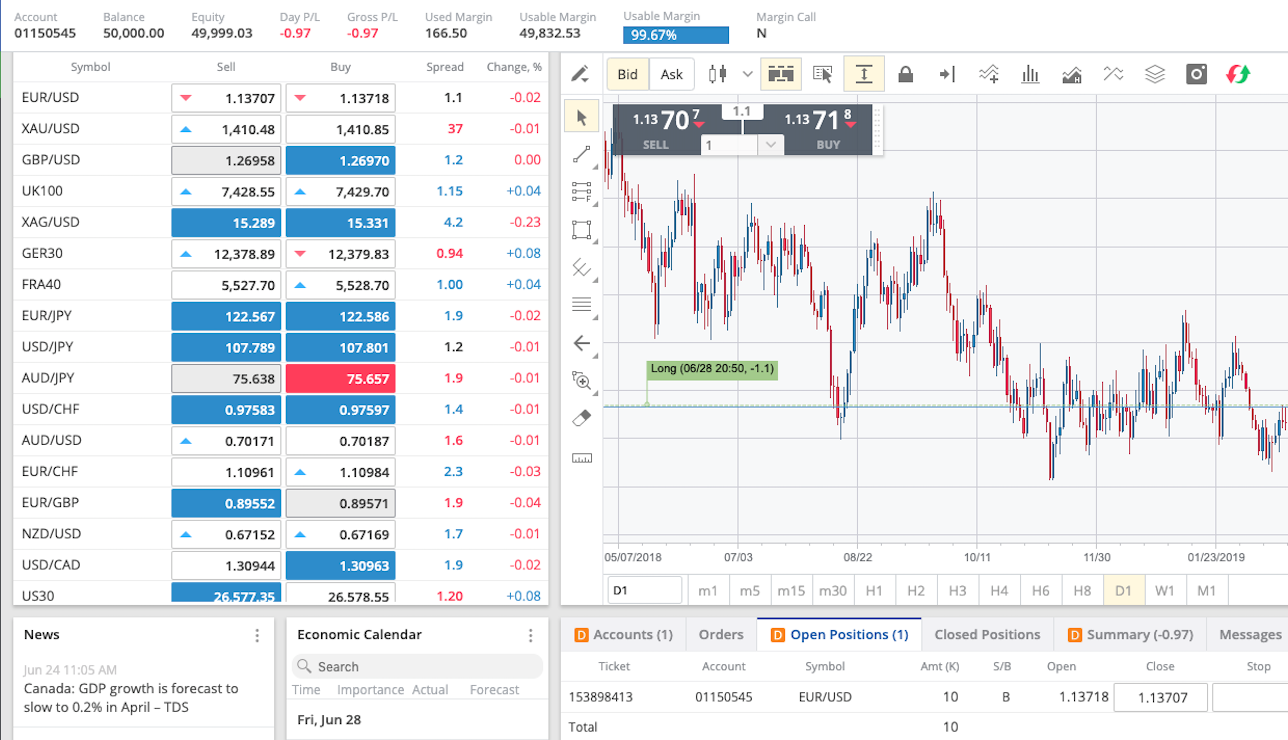 Account Balance Equity Day P/L Gross P/L Used Margin Usable Margin Usable Margin Margin Call
01150545 50,000.00 49,999.03 -0.97 -0.97 166.50 49,832.53 99.67% N
Symbol Sell Buy Spread Change, %
EUR/USD 1.13707 1.13718 1.1 -0.02
XAU/USD 1,410.48 1,410.85 37 -0.01
GBP/USD 1.26958 1.26970 1.2 0.00
UK100 7,428.55 7,429.70 1.15 +0.04
XAG/USD 15.289 15.331 4.2 -0.23
GER30 12,378.89 12,379.83 0.94 +0.08
FRA40 5,527.70 5,528.70 1.00 +0.04
EUR/JPY 122.567 122.586 1.9 -0.02
USD/JPY 107.789 107.801 1.2 -0.01
AUD/JPY 75.638 75.657 1.9 -0.01
USD/CHF 0.97583 0.97597 1.4 -0.01
AUD/USD 0.70171 0.70187 1.6 -0.01
EUR/CHF 1.10961 1.10984 2.3 -0.03
EUR/GBP 0.89552 0.89571 1.9 -0.04
NZD/USD 0.67152 0.67169 1.7 -0.01
USD/CAD 1.30944 1.30963 1.9 -0.02
US30 26,577.35 26,578.55 1.20 +0.08
Bid Ask
1.13 70 7 1.1 1.13 71 8
SELL 1 BUY
F
Long (06/28 20:50, -1.1)
05/07/2018 07/03 08/22 10/11 11/30 01/23/2019
D1 m1 m5 m15 m30 H1 H2 H3 H4 H6 H8 D1 W1 M1
News
Jun 24 11:05 AM
Canada: GDP growth is forecast to
slow to 0.2% in April – TDS
Economic Calendar
Search
Time Importance Actual Forecast
Fri, Jun 28
D Accounts (1) Orders D Open Positions (1) Closed Positions D Summary (-0.97) Messages
Ticket Account Symbol Amt (K) S/B Open Close Stop
153898413 01150545 EUR/USD 10 B 1.13718 1.13707
Total 10